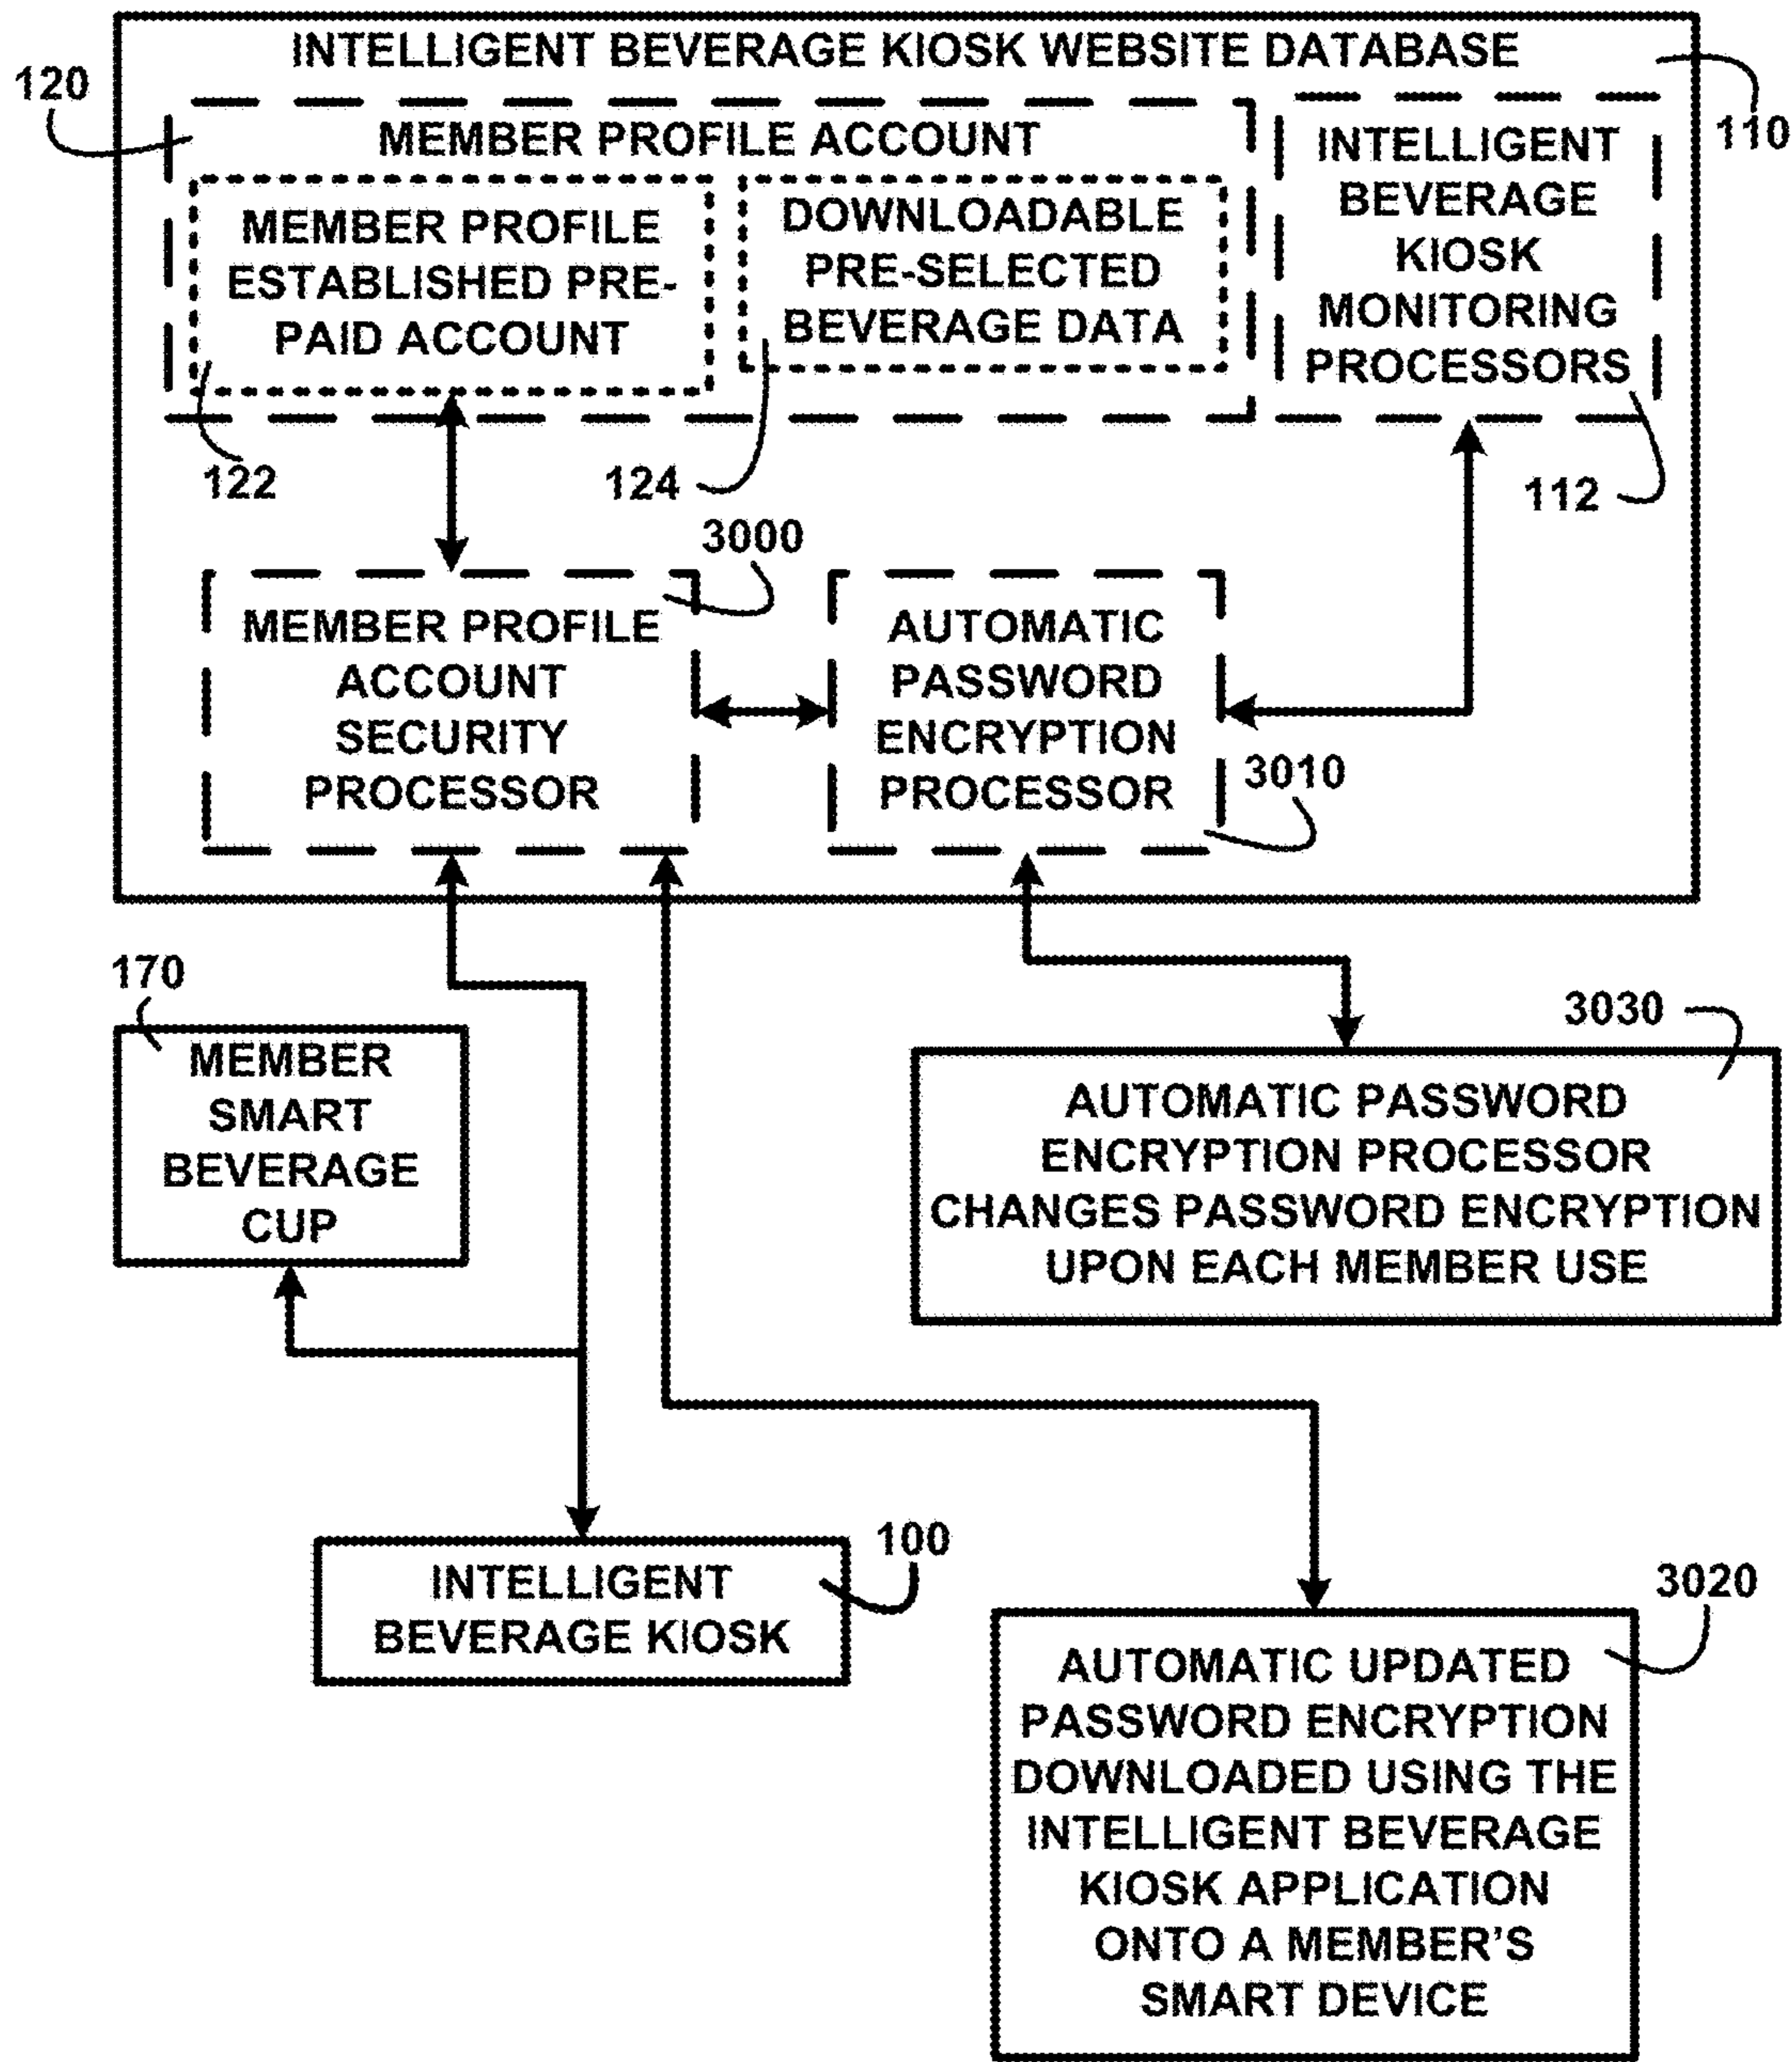 INTELLIGENT BEVERAGE KIOSK WEBSITE DATABASE
120
110
MEMBER PROFILE ACCOUNT
MEMBER PROFILE
ESTABLISHED PRE-
PAID ACCOUNT
DOWNLOADABLE
PRE-SELECTED
BEVERAGE DATA
INTELLIGENT
BEVERAGE
KIOSK
MONITORING
PROCESSORS
122
124
112
3000
MEMBER PROFILE
ACCOUNT
SECURITY
PROCESSOR
AUTOMATIC
PASSWORD
ENCRYPTION
PROCESSOR
3010
170
MEMBER
SMART
BEVERAGE
CUP
3030
AUTOMATIC PASSWORD
ENCRYPTION PROCESSOR
CHANGES PASSWORD ENCRYPTION
UPON EACH MEMBER USE
100
INTELLIGENT
BEVERAGE KIOSK
3020
AUTOMATIC UPDATED
PASSWORD ENCRYPTION
DOWNLOADED USING THE
INTELLIGENT BEVERAGE
KIOSK APPLICATION
ONTO A MEMBER'S
SMART DEVICE